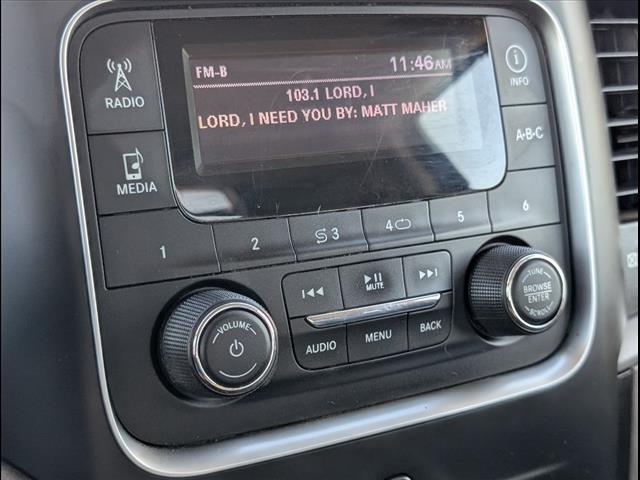 FM-B 11:46AM
103.1 LORD, I
LORD, I NEED YOU BY: MATT MAHER
RADIO
MEDIA
INFO
A•B•C
1 2 3 4 5 6
MUTE
VOLUME
AUDIO MENU BACK
TUNE
BROWSE
ENTER
SCROLL